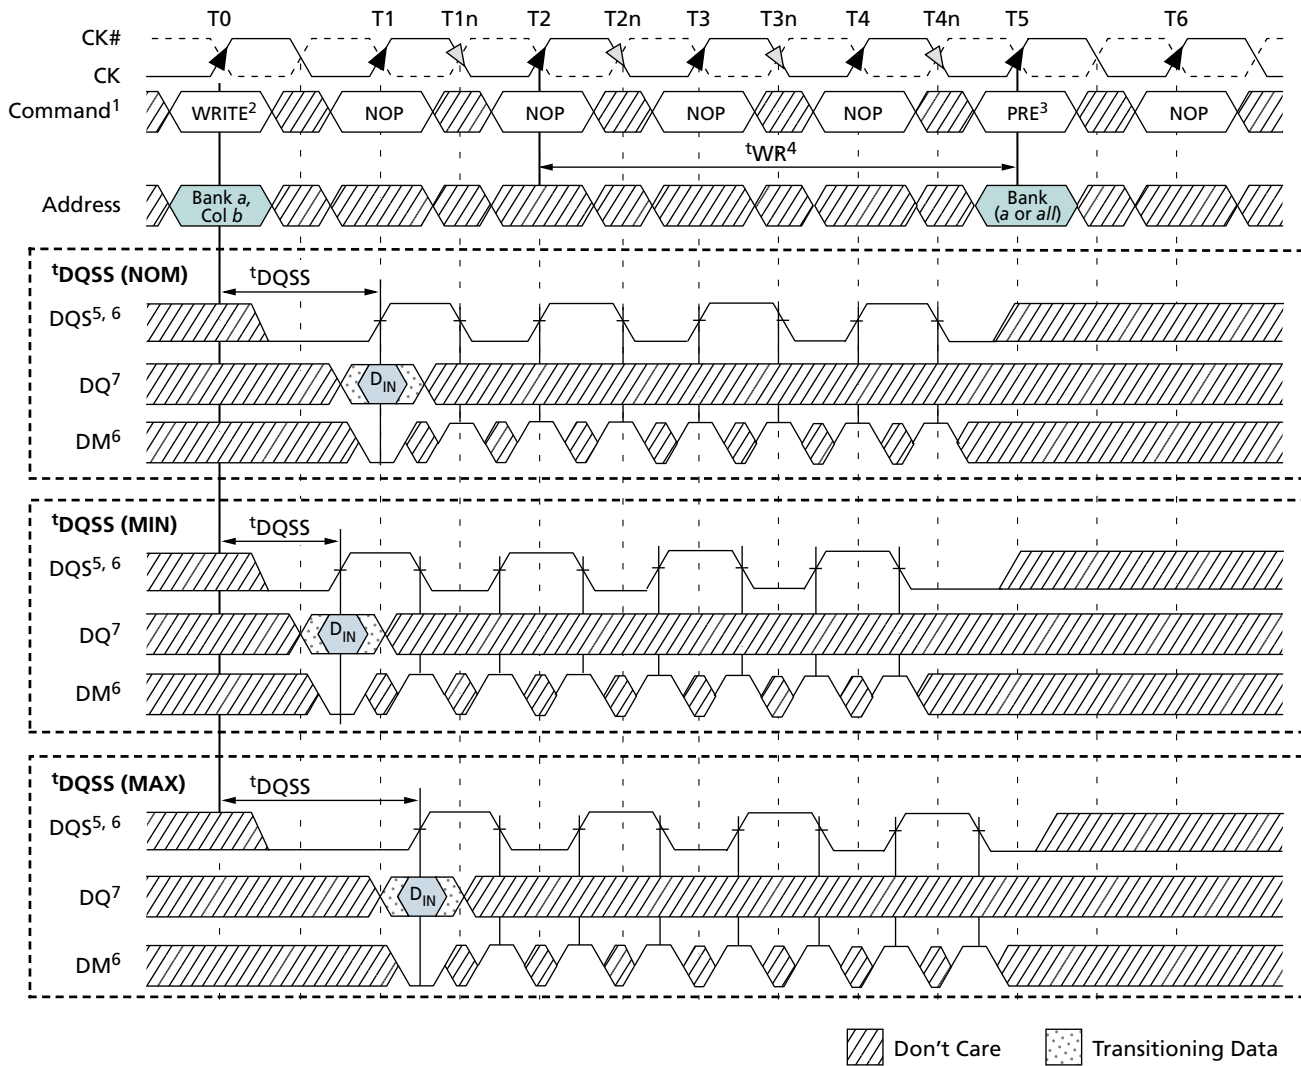 T0 T1 T1n T2 T2n T3 T3n T4 T4n T5 T6
CK#
CK
Command¹ WRITE² NOP NOP NOP NOP PRE³ NOP
ᵗWR⁴
Address Bank a, Col b Bank (a or all)
ᵗDQSS (NOM) ᵗDQSS
DQS⁵, ⁶
DQ⁷ DIN
DM⁶
ᵗDQSS (MIN) ᵗDQSS
DQS⁵, ⁶
DQ⁷ DIN
DM⁶
ᵗDQSS (MAX) ᵗDQSS
DQS⁵, ⁶
DQ⁷ DIN
DM⁶
Don't Care Transitioning Data